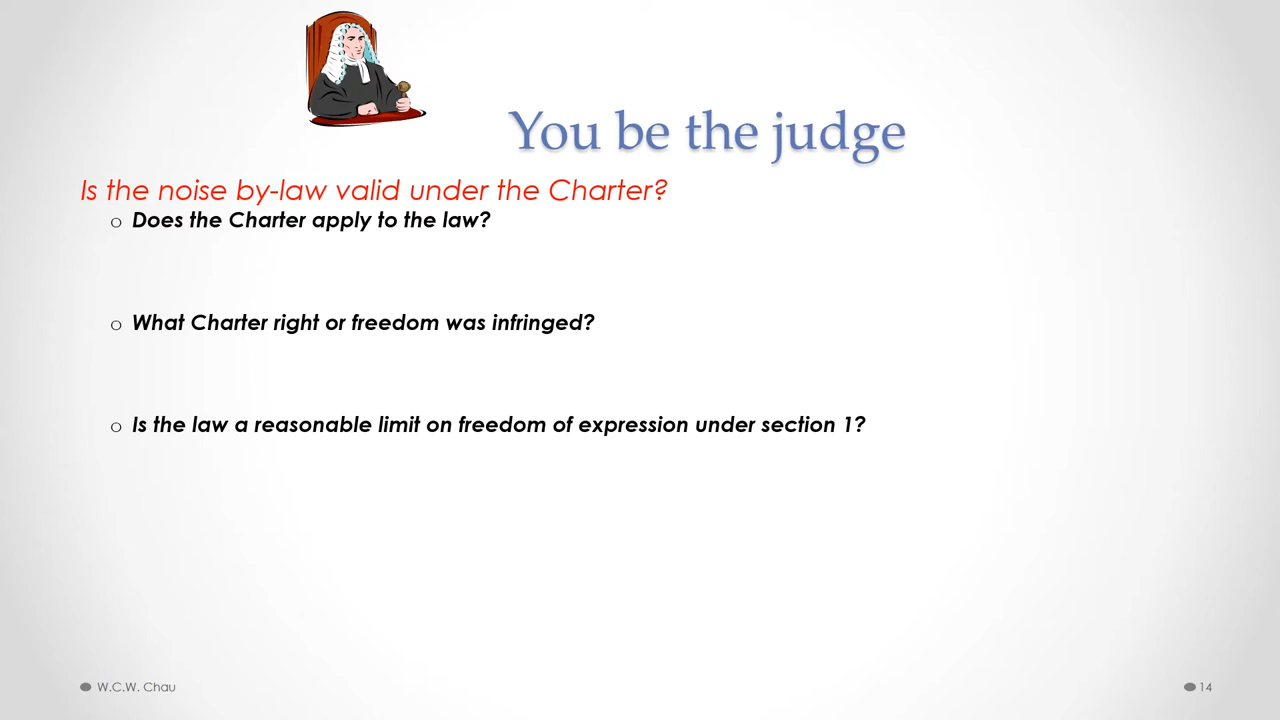 You be the judge
Is the noise by-law valid under the Charter?
o Does the Charter apply to the law?
o What Charter right or freedom was infringed?
o Is the law a reasonable limit on freedom of expression under section 1?
W.C.W. Chau
14